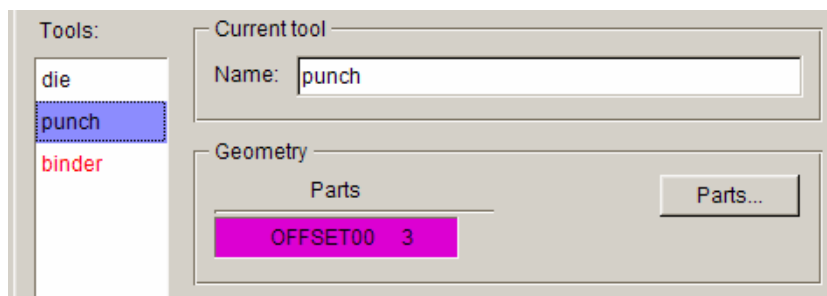 Tools:
die
punch
binder
Current tool
Name: punch
Geometry
Parts
OFFSET00 3
Parts...